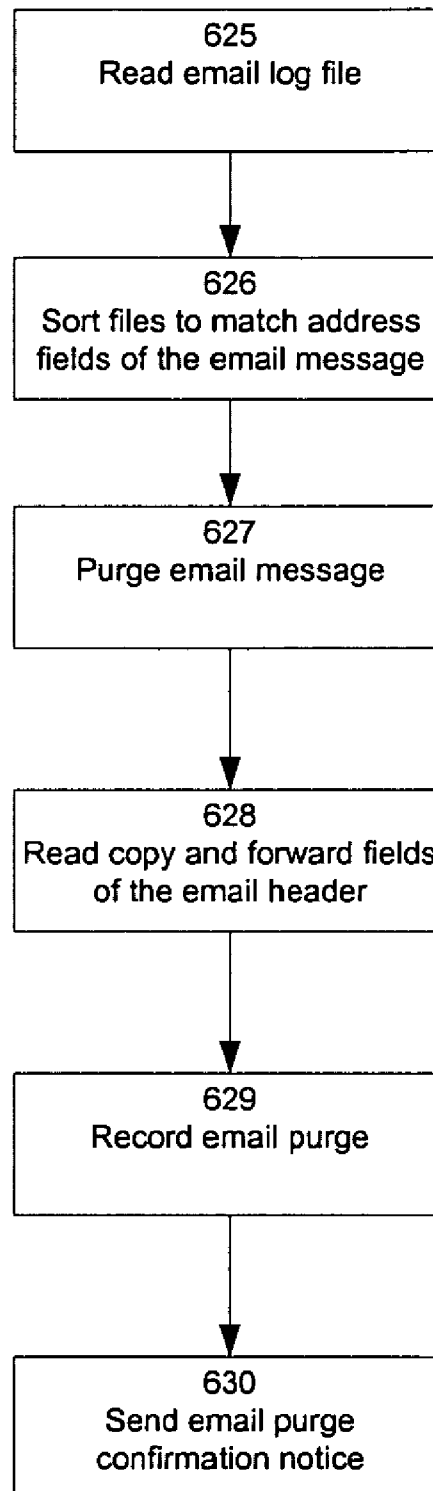 625
Read email log file
626
Sort files to match address
fields of the email message
627
Purge email message
628
Read copy and forward fields
of the email header
629
Record email purge
630
Send email purge
confirmation notice